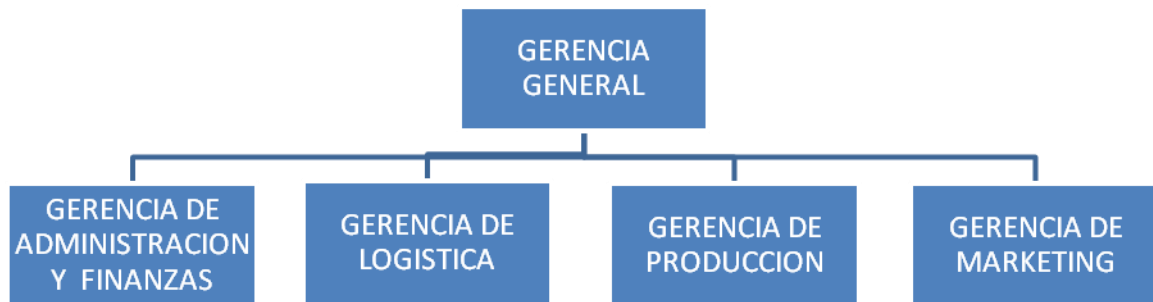 GERENCIA
GENERAL
GERENCIA DE
ADMINISTRACION
Y FINANZAS
GERENCIA DE
LOGISTICA
GERENCIA DE
PRODUCCION
GERENCIA DE
MARKETING